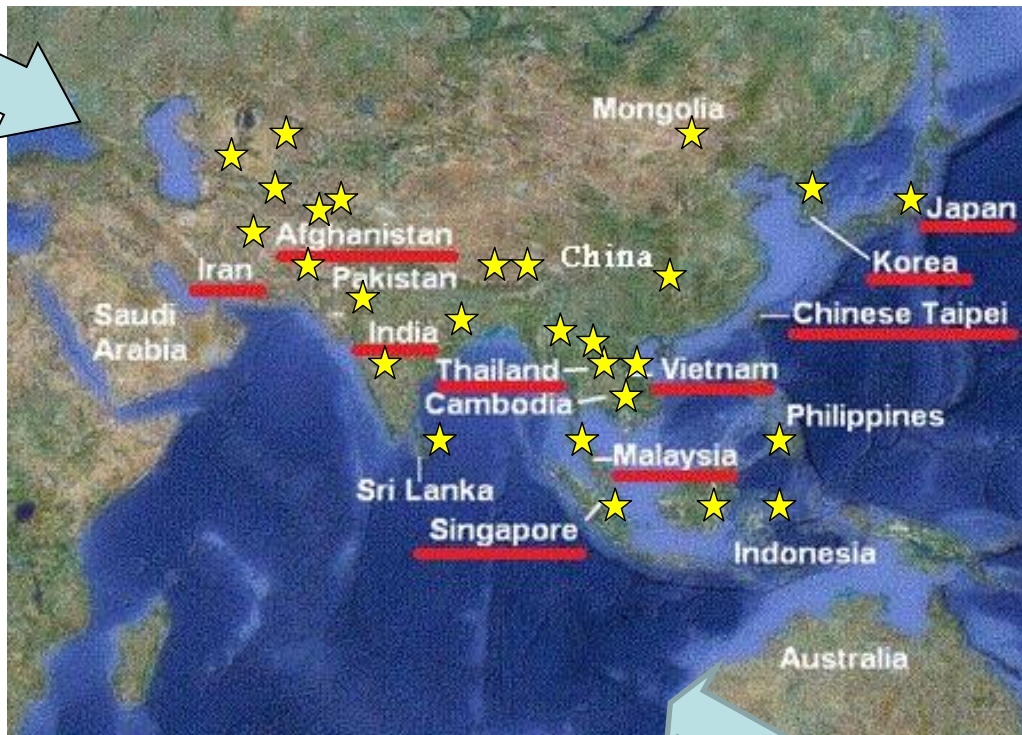 Mongolia
Japan
Afghanistan
China
Korea
Iran
Pakistan
Saudi
Arabia
Chinese Taipei
India
Thailand
Vietnam
Cambodia
Philippines
Malaysia
Sri Lanka
Singapore
Indonesia
Australia